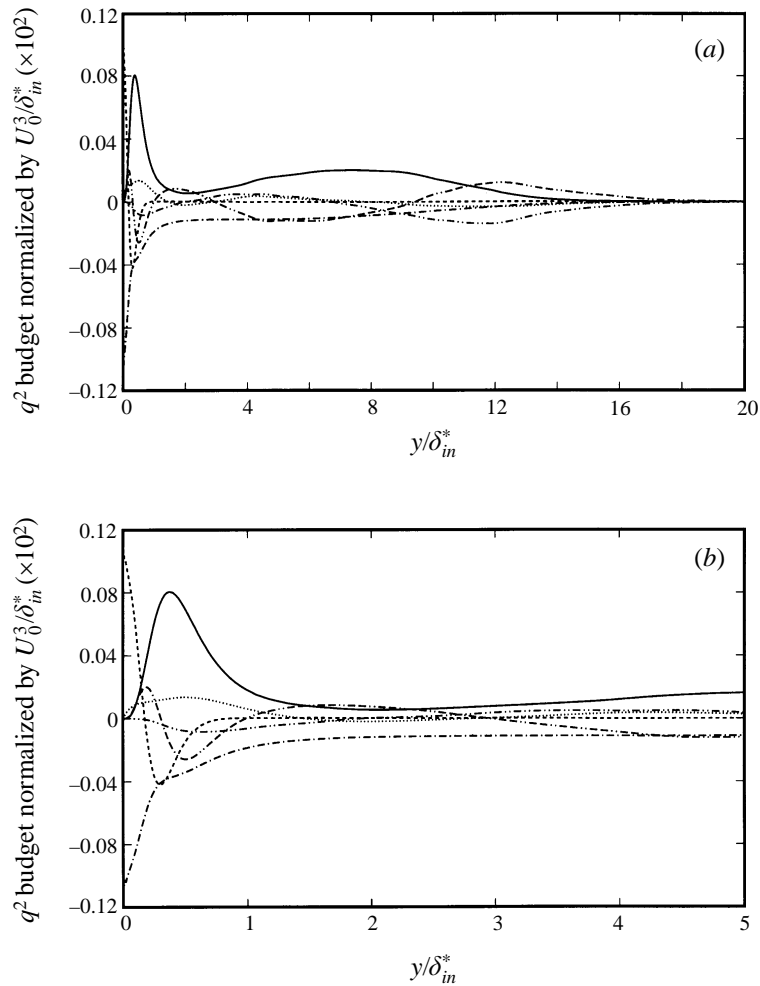 (a)
q² budget normalized by U₀³/δ*ᵢₙ (×10²)
0.12
0.08
0.04
0
–0.04
–0.08
–0.12
0 4 8 12 16 20
y/δ*ᵢₙ
(b)
q² budget normalized by U₀³/δ*ᵢₙ (×10²)
0.12
0.08
0.04
0
–0.04
–0.08
–0.12
0 1 2 3 4 5
y/δ*ᵢₙ